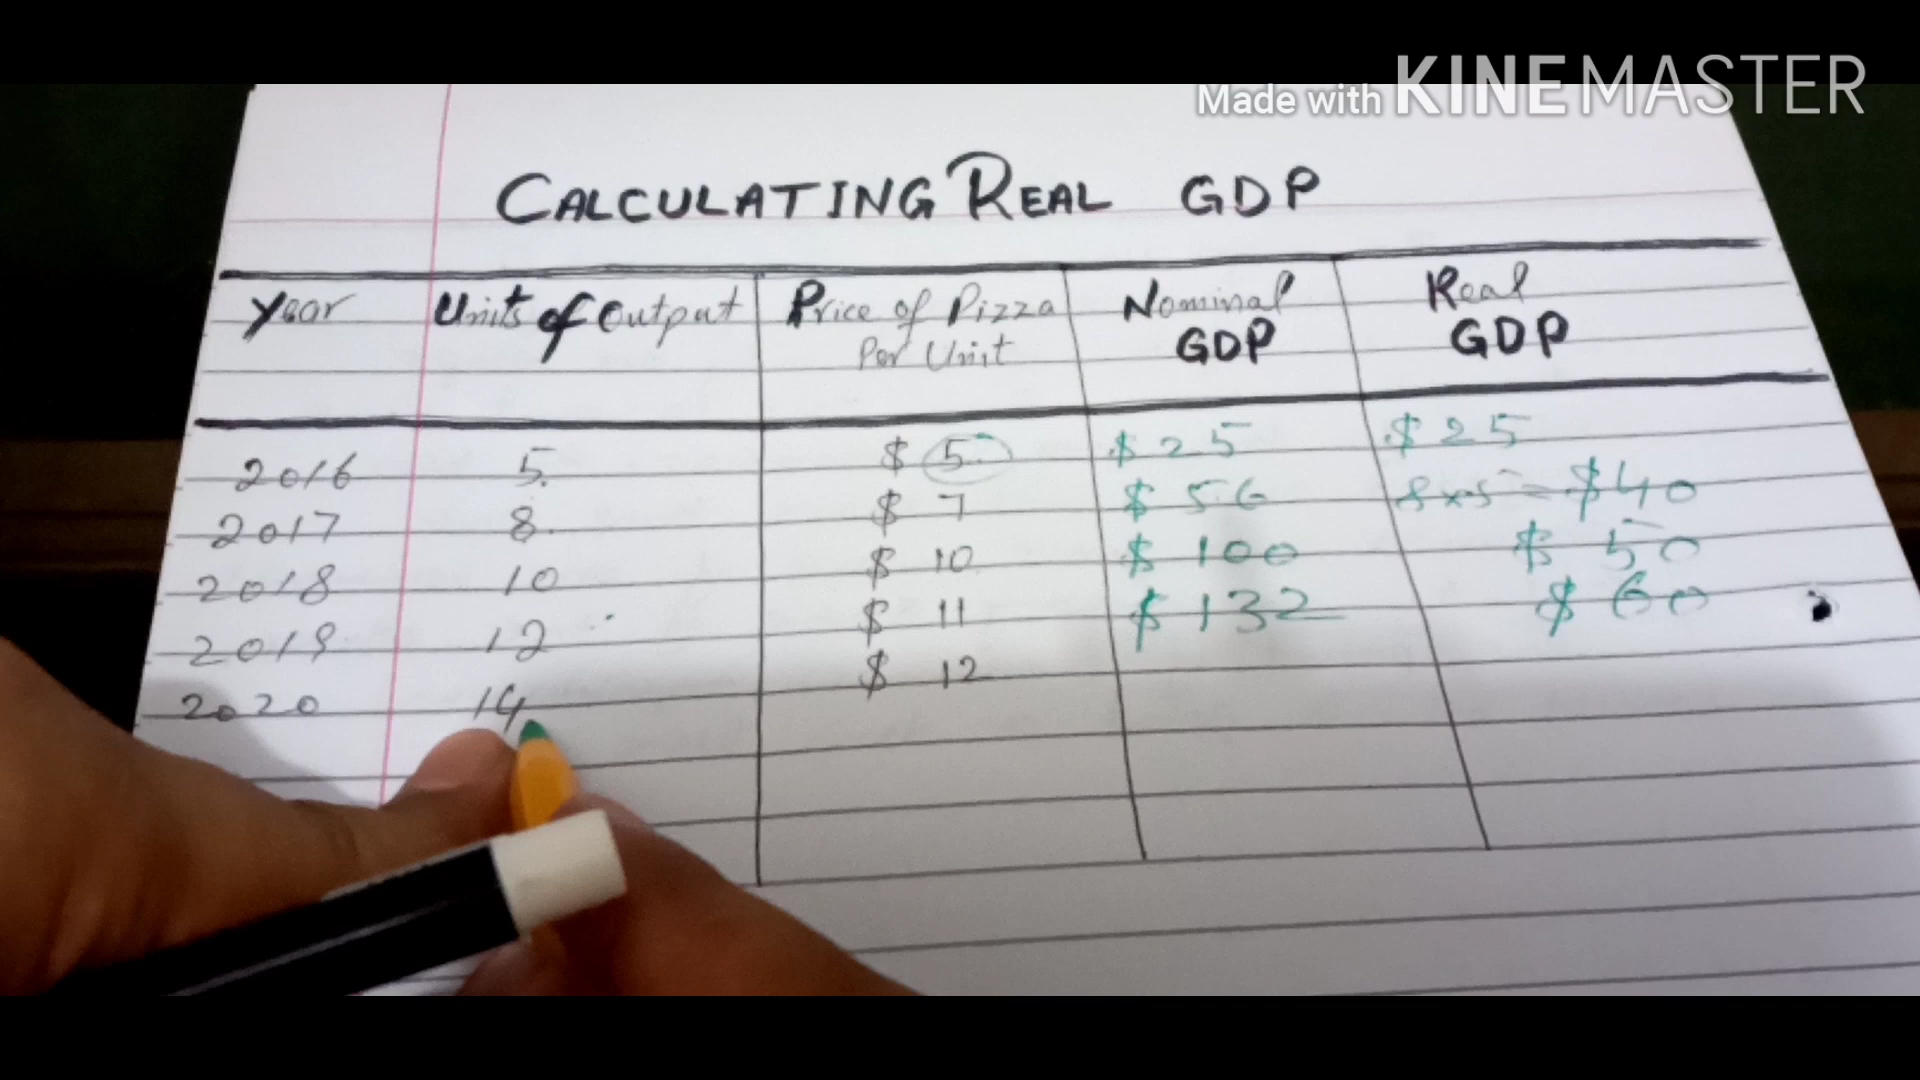 Made with KINEMASTER
CALCULATING REAL GDP
Year Units of Output Price of Pizza Per Unit Nominal GDP Real GDP
2016 5. $ 5 $ 25 $ 25
2017 8. $ 7 $ 56 8x5 = $40
2018 10 $ 10 $ 100 $ 50
2019 12 $ 11 $ 132 $ 60
2020 14 $ 12